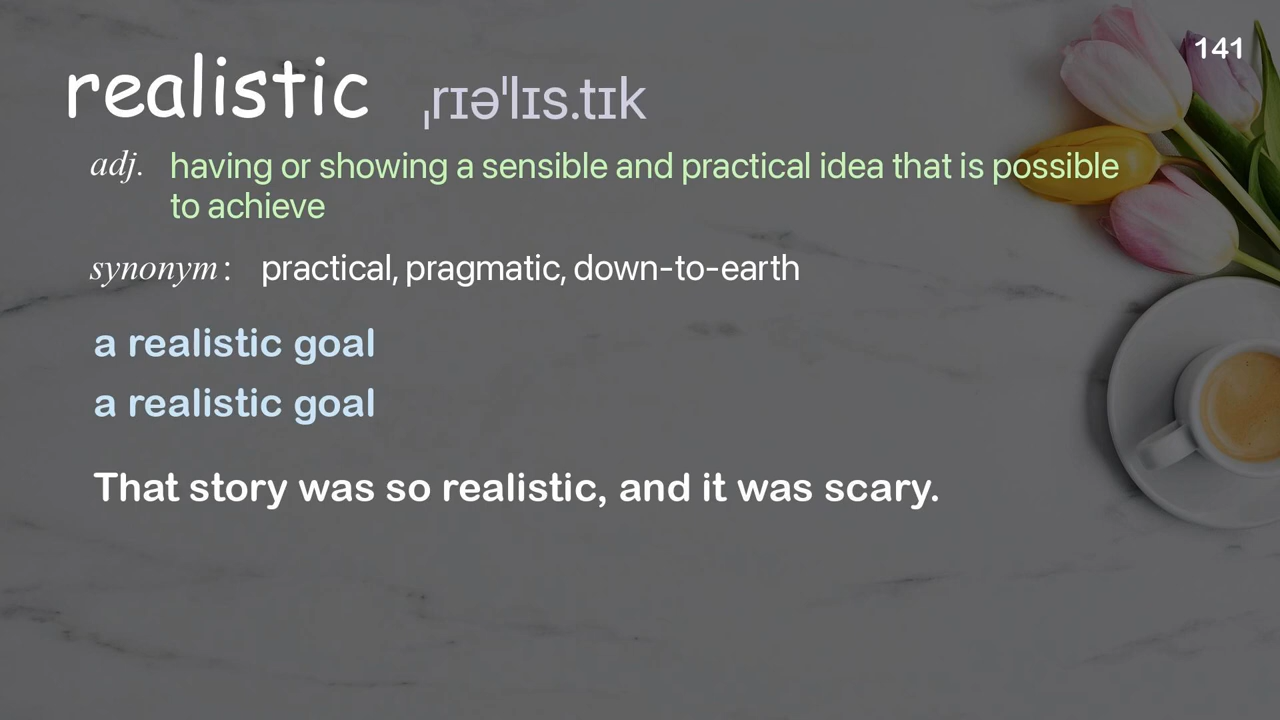 141
realistic ˌrɪəˈlɪs.tɪk
adj. having or showing a sensible and practical idea that is possible
to achieve
synonym: practical, pragmatic, down-to-earth
a realistic goal
a realistic goal
That story was so realistic, and it was scary.